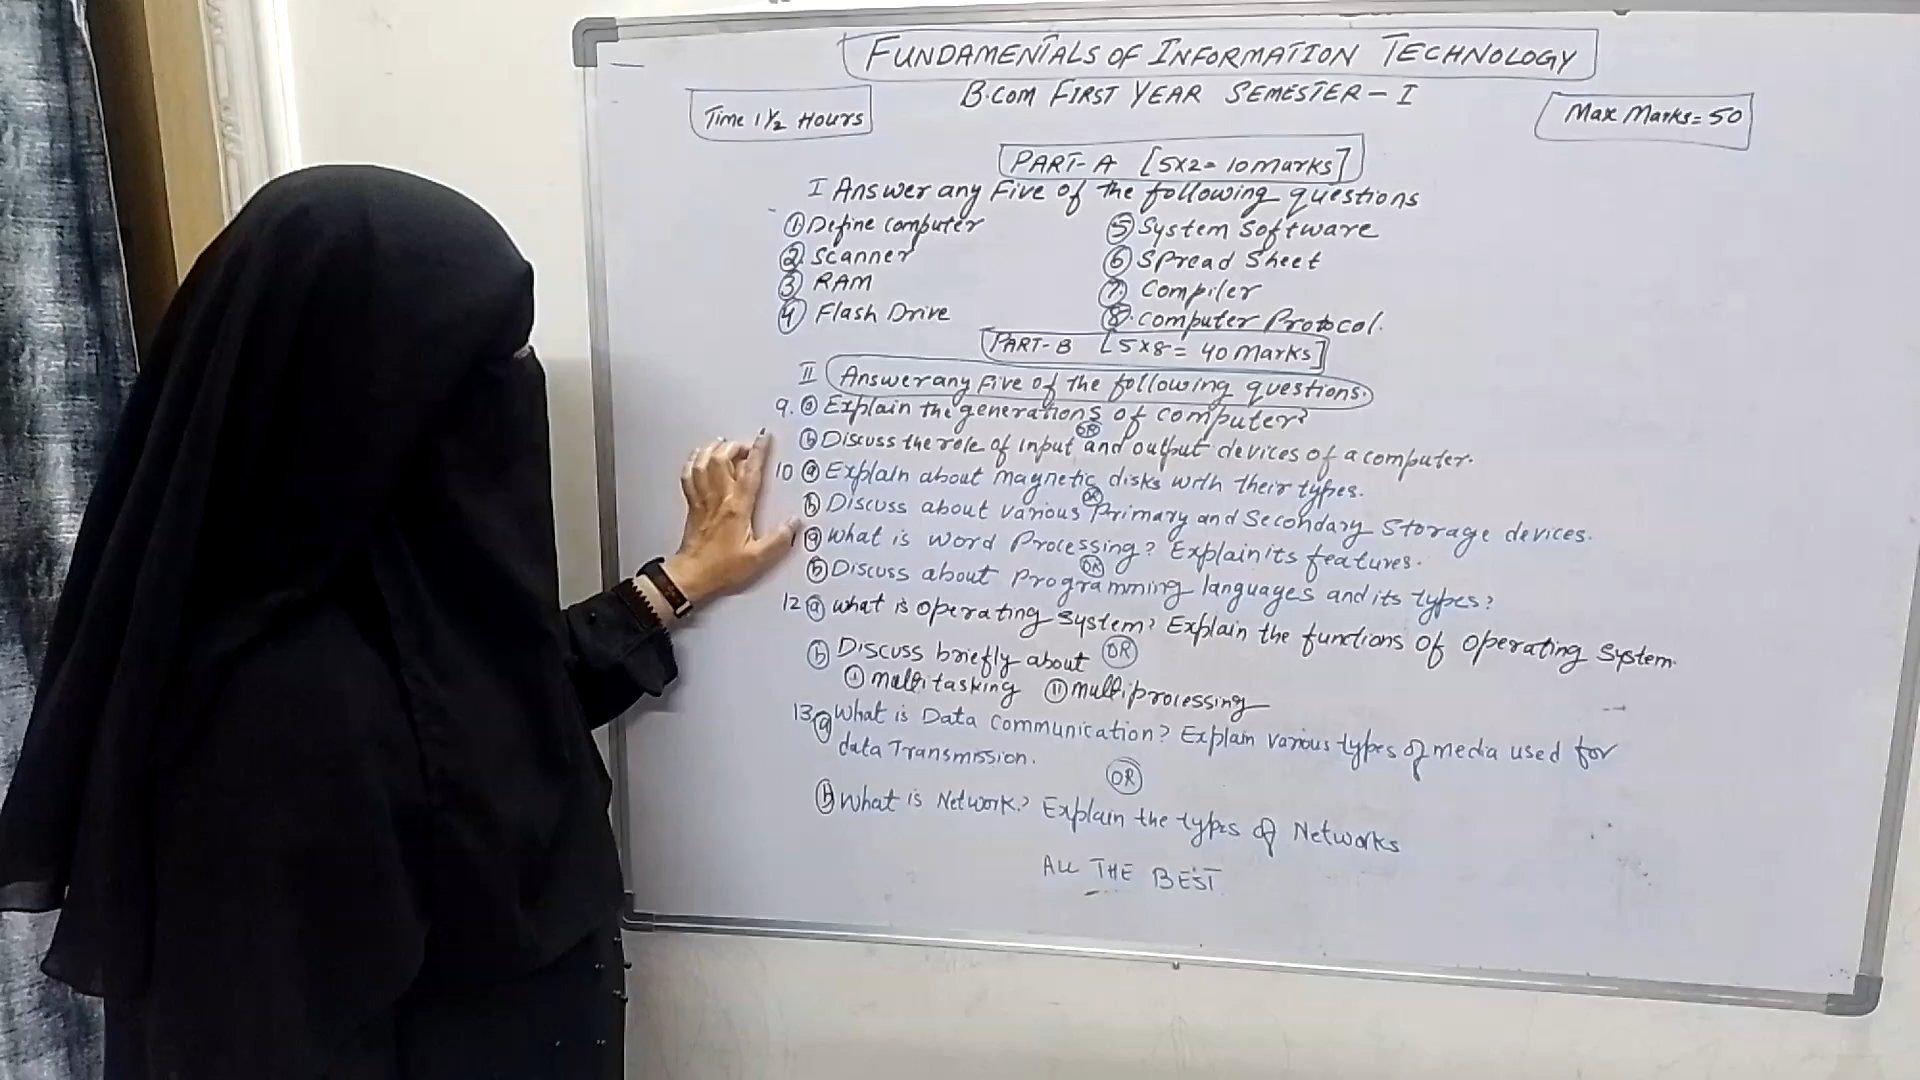 FUNDAMENTALS OF INFORMATION TECHNOLOGY
B.COM FIRST YEAR SEMESTER - I
Time 1 1/2 Hours
Max Marks = 50
PART-A [5x2=10 Marks]
I Answer any Five of the following questions
① Define computer
② Scanner
③ RAM
④ Flash Drive
⑤ System Software
⑥ Spread Sheet
⑦ Compiler
⑧ Computer Protocol.
PART-B [5x8=40 Marks]
II Answer any Five of the following questions.
9. ⓐ Explain the generations of computer?
OR
ⓑ Discuss the role of input and output devices of a computer.
10 ⓐ Explain about magnetic disks with their types.
OR
ⓑ Discuss about various Primary and Secondary Storage devices.
ⓐ What is word Processing? Explain its features.
OR
ⓑ Discuss about Programming languages and its types?
12 ⓐ what is operating system? Explain the functions of operating system.
OR
ⓑ Discuss briefly about
ⓘ multitasking ⓘⓘ multiprocessing
13. ⓐ What is Data Communication? Explain various types of media used for
data Transmission.
OR
ⓑ What is Network? Explain the types of Networks
ALL THE BEST